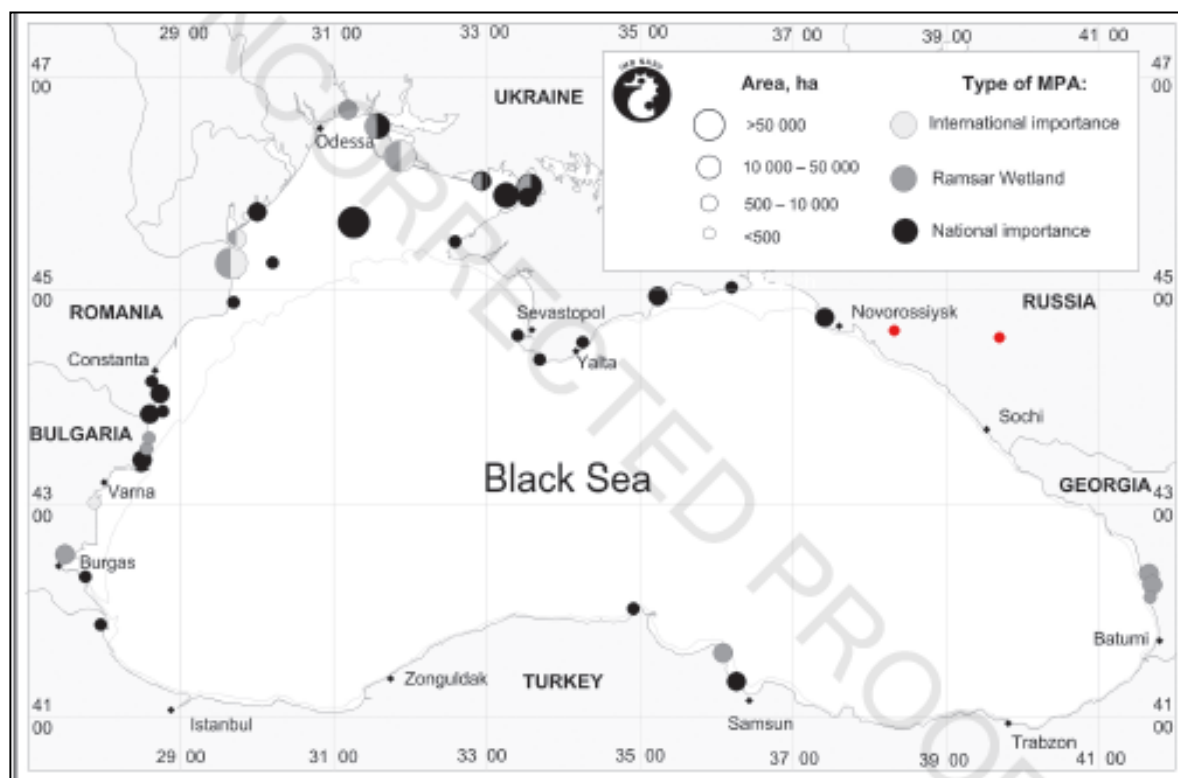 29 00 31 00 33 00 35 00 37 00 39 00 41 00
47
00
47
00
UKRAINE
Odessa
Area, ha
Type of MPA:
>50 000
International importance
10 000 – 50 000
Ramsar Wetland
500 – 10 000
<500
National importance
45
00
45
00
ROMANIA
RUSSIA
Sevastopol
Novorossiysk
Constanta
Yalta
Sochi
BULGARIA
Black Sea
GEORGIA
43
00
43
00
Varna
Burgas
Batumi
Zonguldak
TURKEY
41
00
41
00
Istanbul
Samsun
Trabzon
29 00 31 00 33 00 35 00 37 00 39 00 41 00
NCORRECTED PROO